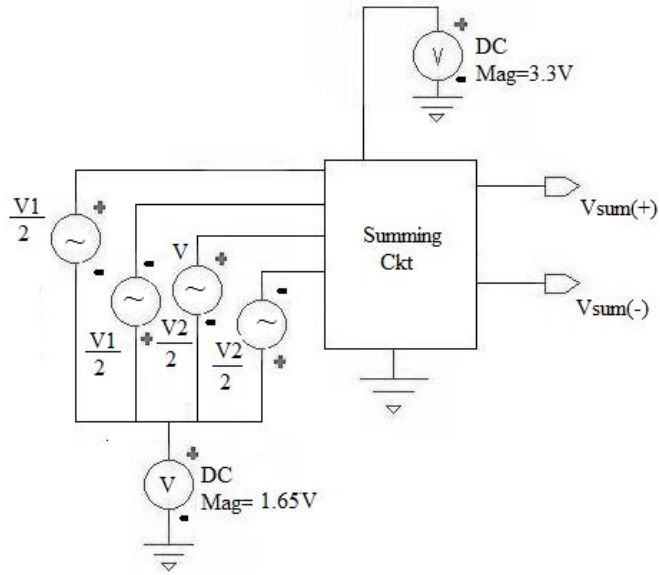 V
DC
Mag=3.3V
V1
2
V
Summing
Ckt
Vsum(+)
Vsum(-)
V1
2
V2
2
V2
2
V
DC
Mag= 1.65V